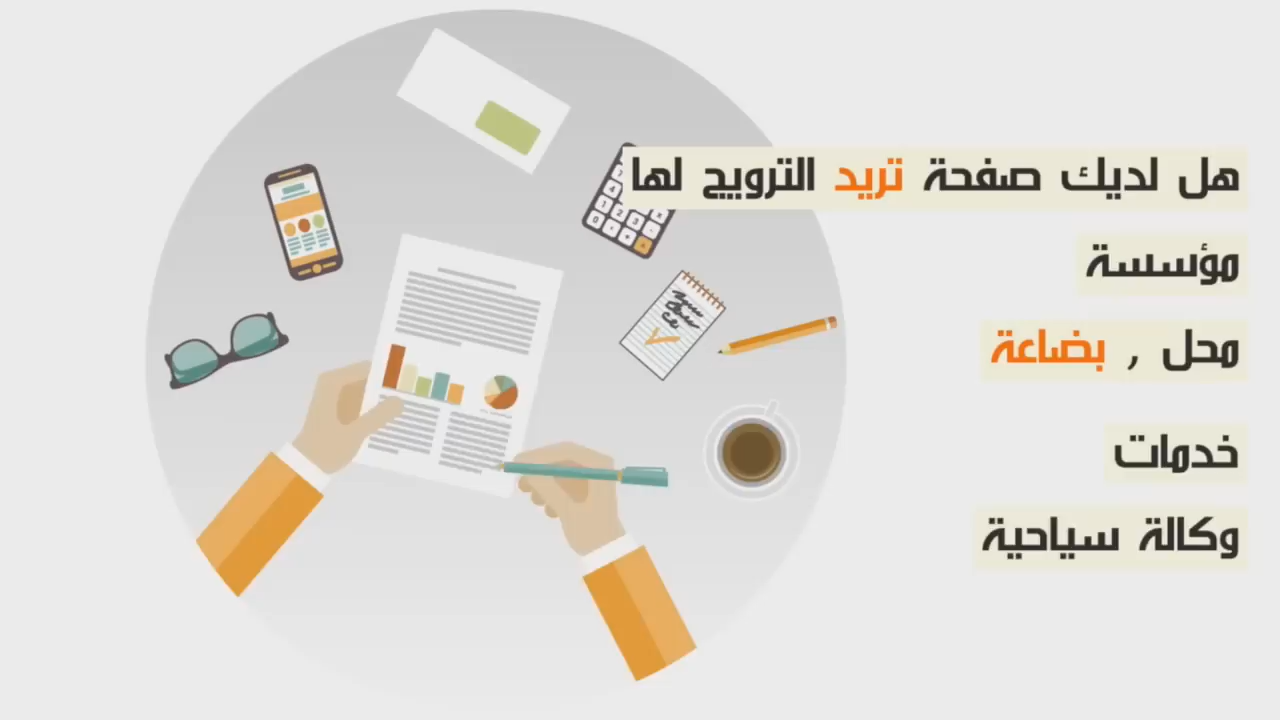 هل لديك صفحة تريد الترويج لها
مؤسسة
محل , بضاعة
خدمات
وكالة سياحية